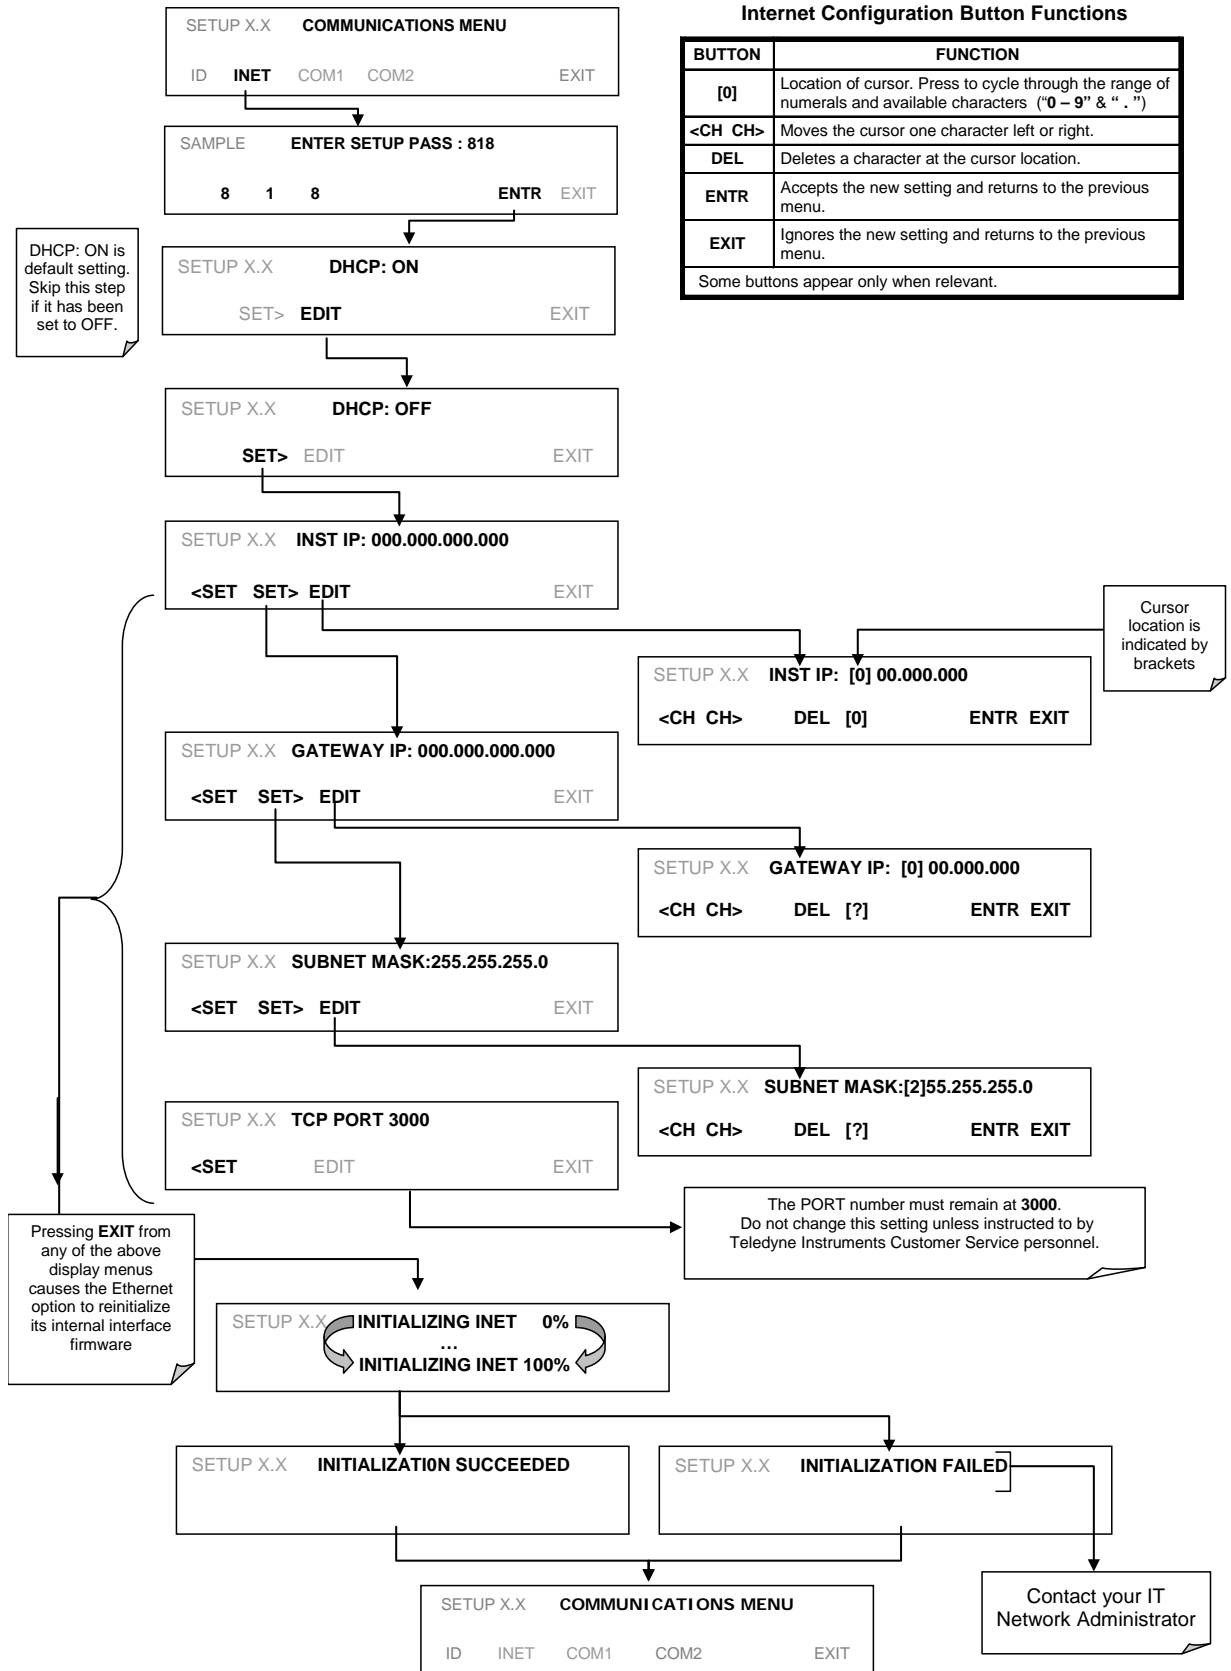 SETUP X.X COMMUNICATIONS MENU
ID INET COM1 COM2 EXIT
Internet Configuration Button Functions
BUTTON FUNCTION
[0] Location of cursor. Press to cycle through the range of
numerals and available characters (“0 – 9” & “ . ”)
<CH CH> Moves the cursor one character left or right.
DEL Deletes a character at the cursor location.
ENTR Accepts the new setting and returns to the previous
menu.
EXIT Ignores the new setting and returns to the previous
menu.
Some buttons appear only when relevant.
SAMPLE ENTER SETUP PASS : 818
8 1 8 ENTR EXIT
DHCP: ON is
default setting.
Skip this step
if it has been
set to OFF.
SETUP X.X DHCP: ON
SET> EDIT EXIT
SETUP X.X DHCP: OFF
SET> EDIT EXIT
SETUP X.X INST IP: 000.000.000.000
<SET SET> EDIT EXIT
Cursor
location is
indicated by
brackets
SETUP X.X INST IP: [0] 00.000.000
<CH CH> DEL [0] ENTR EXIT
SETUP X.X GATEWAY IP: 000.000.000.000
<SET SET> EDIT EXIT
SETUP X.X GATEWAY IP: [0] 00.000.000
<CH CH> DEL [?] ENTR EXIT
SETUP X.X SUBNET MASK:255.255.255.0
<SET SET> EDIT EXIT
SETUP X.X SUBNET MASK:[2]55.255.255.0
<CH CH> DEL [?] ENTR EXIT
SETUP X.X TCP PORT 3000
<SET EDIT EXIT
The PORT number must remain at 3000.
Do not change this setting unless instructed to by
Teledyne Instruments Customer Service personnel.
Pressing EXIT from
any of the above
display menus
causes the Ethernet
option to reinitialize
its internal interface
firmware
SETUP X.X INITIALIZING INET 0%
…
INITIALIZING INET 100%
SETUP X.X INITIALIZATI0N SUCCEEDED
SETUP X.X INITIALIZATION FAILED
Contact your IT
Network Administrator
SETUP X.X COMMUNICATIONS MENU
ID INET COM1 COM2 EXIT